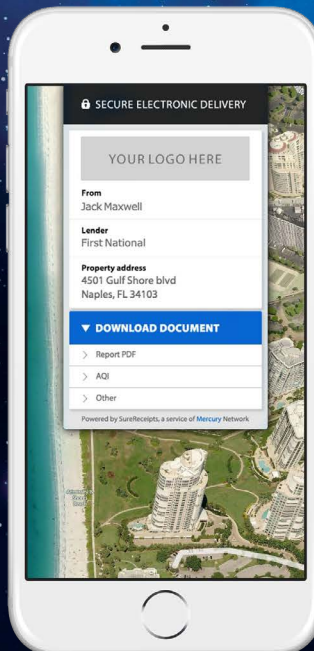 SECURE ELECTRONIC DELIVERY
YOUR LOGO HERE
From
Jack Maxwell
Lender
First National
Property address
4501 Gulf Shore blvd
Naples, FL 34103
DOWNLOAD DOCUMENT
Report PDF
AQI
Other
Powered by SureReceipts, a service of Mercury Network